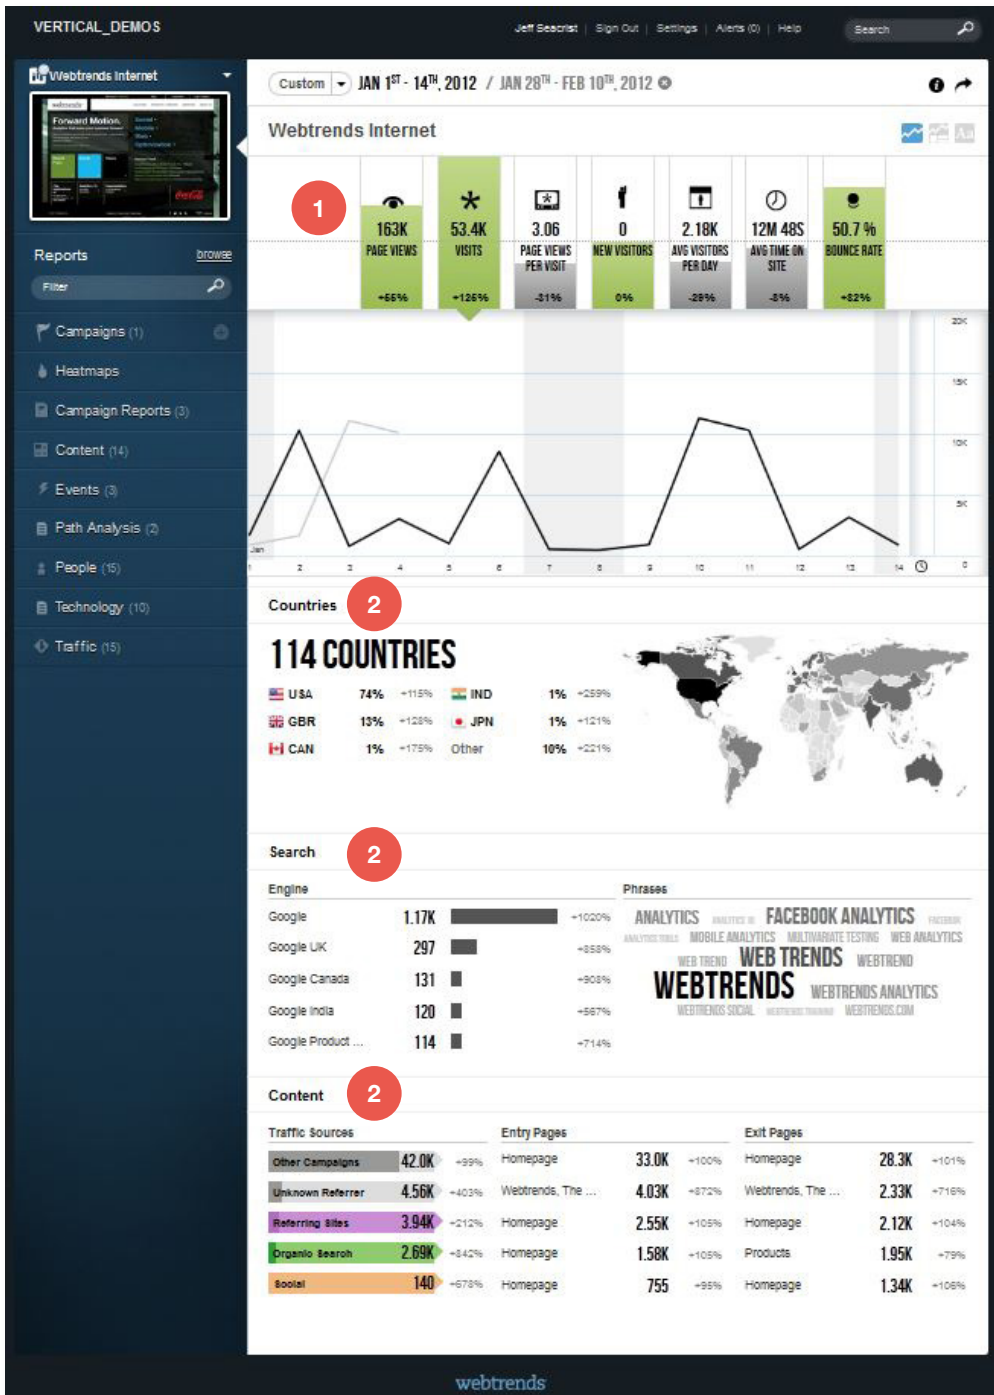 VERTICAL_DEMOS
Jeff Seacrist | Sign Out | Settings | Alerts (0) | Help
Search
Webtrends Internet
webtrends
Forward Motion.
Reports browse
Filter
Campaigns (1)
Heatmaps
Campaign Reports (3)
Content (14)
Events (3)
Path Analysis (2)
People (15)
Technology (10)
Traffic (15)
Custom JAN 1ST - 14TH, 2012 / JAN 28TH - FEB 10TH, 2012
Webtrends Internet
Aa
1
163K 53.4K 3.06 0 2.18K 12M 48S 50.7 %
PAGE VIEWS VISITS PAGE VIEWS PER VISIT NEW VISITORS AVG VISITORS PER DAY AVG TIME ON SITE BOUNCE RATE
+126% -31% 0% -29%
20K
15K
10K
5K
0
Jan
1 2 3 4 5 6 7 8 9 10 11 12 13 14
Countries 2
114 COUNTRIES
USA 74% +115% IND 1% +259%
GBR 13% +128% JPN 1% +121%
CAN 1% +175% Other 10% +221%
Search 2
Engine
Google 1.17K +1020%
Google UK 297 +858%
Google Canada 131 +908%
Google India 120 +567%
Google Product ... 114 +714%
Phrases
ANALYTICS FACEBOOK ANALYTICS FACEBOOK
ANALYTICS TOOLS MOBILE ANALYTICS MULTIVARIATE TESTING WEB ANALYTICS
WEB TREND WEB TRENDS WEBTREND
WEBTRENDS WEBTRENDS ANALYTICS
WEBTRENDS SOCIAL WEBTRENDS TRAINING WEBTRENDS.COM
Content 2
Traffic Sources
Other Campaigns 42.0K +99%
Unknown Referrer 4.56K +403%
Referring Sites 3.94K +212%
Organic Search 2.69K +342%
Social 140 +678%
Entry Pages
Homepage 33.0K +100%
Webtrends, The ... 4.03K +872%
Homepage 2.55K +105%
Homepage 1.58K +105%
Homepage 755 +95%
Exit Pages
Homepage 28.3K +101%
Webtrends, The ... 2.33K +716%
Homepage 2.12K +104%
Products 1.95K +79%
Homepage 1.34K +106%
webtrends